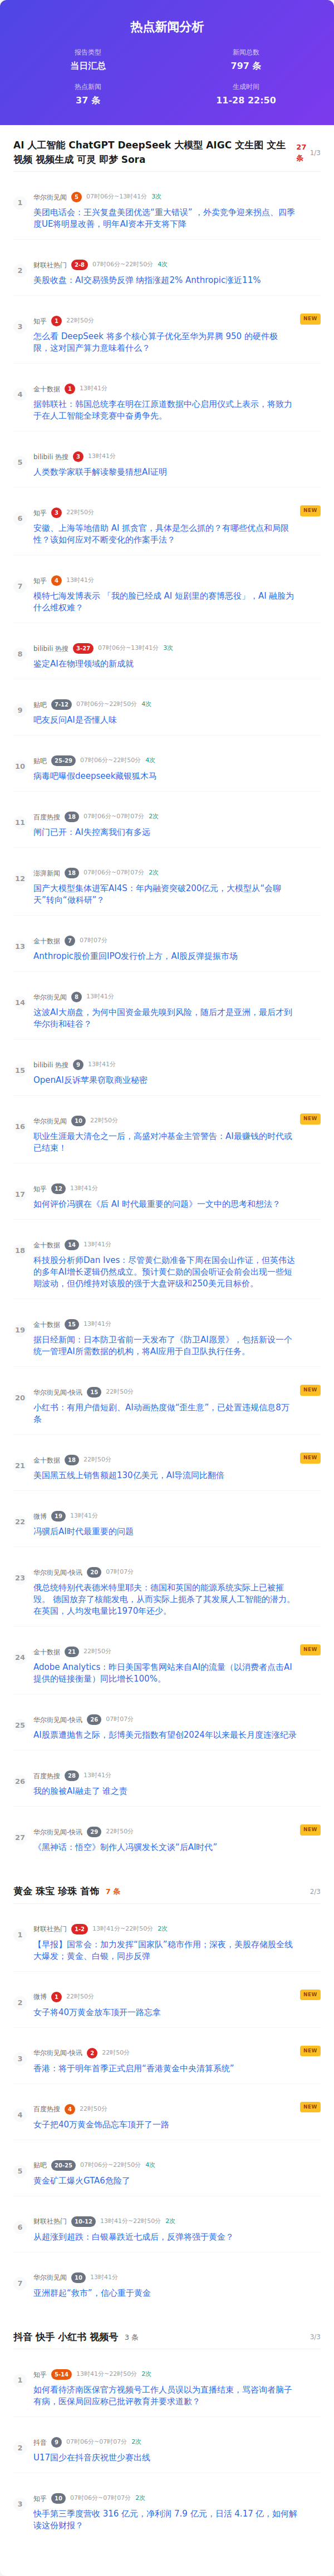 热点新闻分析
报告类型
当日汇总
新闻总数
797 条
热点新闻
37 条
生成时间
11-28 22:50
AI 人工智能 ChatGPT DeepSeek 大模型 AIGC 文生图 文生
视频 视频生成 可灵 即梦 Sora
27
条
1/3
1
华尔街见闻 5 07时06分~13时41分 3次
美团电话会：王兴复盘美团优选“重大错误”，外卖竞争迎来拐点、四季
度UE将明显改善，明年AI资本开支将下降
2
财联社热门 2-8 07时06分~22时50分 4次
美股收盘：AI交易强势反弹 纳指涨超2% Anthropic涨近11%
3
知乎 1 22时50分
NEW
怎么看 DeepSeek 将多个核心算子优化至华为昇腾 950 的硬件极
限，这对国产算力意味着什么？
4
金十数据 1 13时41分
据韩联社：韩国总统李在明在江原道数据中心启用仪式上表示，将致力
于在人工智能全球竞赛中奋勇争先。
5
bilibili 热搜 3 13时41分
人类数学家联手解读黎曼猜想AI证明
6
知乎 3 22时50分
NEW
安徽、上海等地借助 AI 抓贪官，具体是怎么抓的？有哪些优点和局限
性？该如何应对不断变化的作案手法？
7
知乎 4 13时41分
模特七海发博表示 「我的脸已经成 AI 短剧里的赛博恶役」，AI 融脸为
什么维权难？
8
bilibili 热搜 3-27 07时06分~13时41分 3次
鉴定AI在物理领域的新成就
9
贴吧 7-12 07时06分~22时50分 4次
吧友反问AI是否懂人味
10
贴吧 25-29 07时06分~22时50分 4次
病毒吧曝假deepseek藏银狐木马
11
百度热搜 18 07时06分~07时07分 2次
闸门已开：AI失控离我们有多远
12
澎湃新闻 18 07时06分~07时07分 2次
国产大模型集体进军AI4S：年内融资突破200亿元，大模型从“会聊
天”转向“做科研”？
13
金十数据 7 07时07分
Anthropic股价重回IPO发行价上方，AI股反弹提振市场
14
华尔街见闻 8 13时41分
这波AI大崩盘，为何中国资金最先嗅到风险，随后才是亚洲，最后才到
华尔街和硅谷？
15
bilibili 热搜 9 13时41分
OpenAI反诉苹果窃取商业秘密
16
华尔街见闻 10 22时50分
NEW
职业生涯最大清仓之一后，高盛对冲基金主管警告：AI最赚钱的时代或
已结束！
17
知乎 12 13时41分
如何评价冯骥在《后 AI 时代最重要的问题》一文中的思考和想法？
18
金十数据 14 13时41分
科技股分析师Dan Ives：尽管黄仁勋准备下周在国会山作证，但英伟达
的多年AI增长逻辑仍然成立。预计黄仁勋的国会听证会前会出现一些短
期波动，但仍维持对该股的强于大盘评级和250美元目标价。
19
金十数据 15 13时41分
据日经新闻：日本防卫省前一天发布了《防卫AI愿景》，包括新设一个
统一管理AI所需数据的机构，将AI应用于自卫队执行任务。
20
华尔街见闻-快讯 15 22时50分
NEW
小红书：有用户借短剧、AI动画热度做“歪生意”，已处置违规信息8万
条
21
金十数据 18 22时50分
NEW
美国黑五线上销售额超130亿美元，AI导流同比翻倍
22
微博 19 13时41分
冯骥后AI时代最重要的问题
23
华尔街见闻-快讯 20 07时07分
俄总统特别代表德米特里耶夫：德国和英国的能源系统实际上已被摧
毁。 德国放弃了核能发电，从而实际上扼杀了其发展人工智能的潜力。
在英国，人均发电量比1970年还少。
24
金十数据 21 22时50分
NEW
Adobe Analytics：昨日美国零售网站来自AI的流量（以消费者点击AI
提供的链接衡量）同比增长100%。
25
华尔街见闻-快讯 26 07时07分
AI股票遭抛售之际，彭博美元指数有望创2024年以来最长月度连涨纪录
26
百度热搜 28 13时41分
我的脸被AI融走了 谁之责
27
华尔街见闻-快讯 29 22时50分
NEW
《黑神话：悟空》制作人冯骥发长文谈“后AI时代”
黄金 珠宝 珍珠 首饰 7 条
2/3
1
财联社热门 1-2 13时41分~22时50分 2次
【早报】国常会：加力发挥“国家队”稳市作用；深夜，美股存储股全线
大爆发；黄金、白银，同步反弹
2
微博 1 22时50分
NEW
女子将40万黄金放车顶开一路忘拿
3
华尔街见闻-快讯 2 22时50分
NEW
香港：将于明年首季正式启用“香港黄金中央清算系统”
4
百度热搜 4 22时50分
NEW
女子把40万黄金饰品忘车顶开了一路
5
贴吧 20-25 07时06分~22时50分 4次
黄金矿工爆火GTA6危险了
6
财联社热门 10-12 13时41分~22时50分 2次
从超涨到超跌：白银暴跌近七成后，反弹将强于黄金？
7
华尔街见闻 10 13时41分
亚洲群起“救市”，信心重于黄金
抖音 快手 小红书 视频号 3 条
3/3
1
知乎 5-14 13时41分~22时50分 2次
如何看待济南医保官方视频号工作人员误以为直播结束，骂咨询者脑子
有病，医保局回应称已批评教育并要求道歉？
2
抖音 9 07时06分~07时07分 2次
U17国少在抖音庆祝世少赛出线
3
知乎 10 07时06分~07时07分 2次
快手第三季度营收 316 亿元，净利润 7.9 亿元，日活 4.17 亿，如何解
读这份财报？